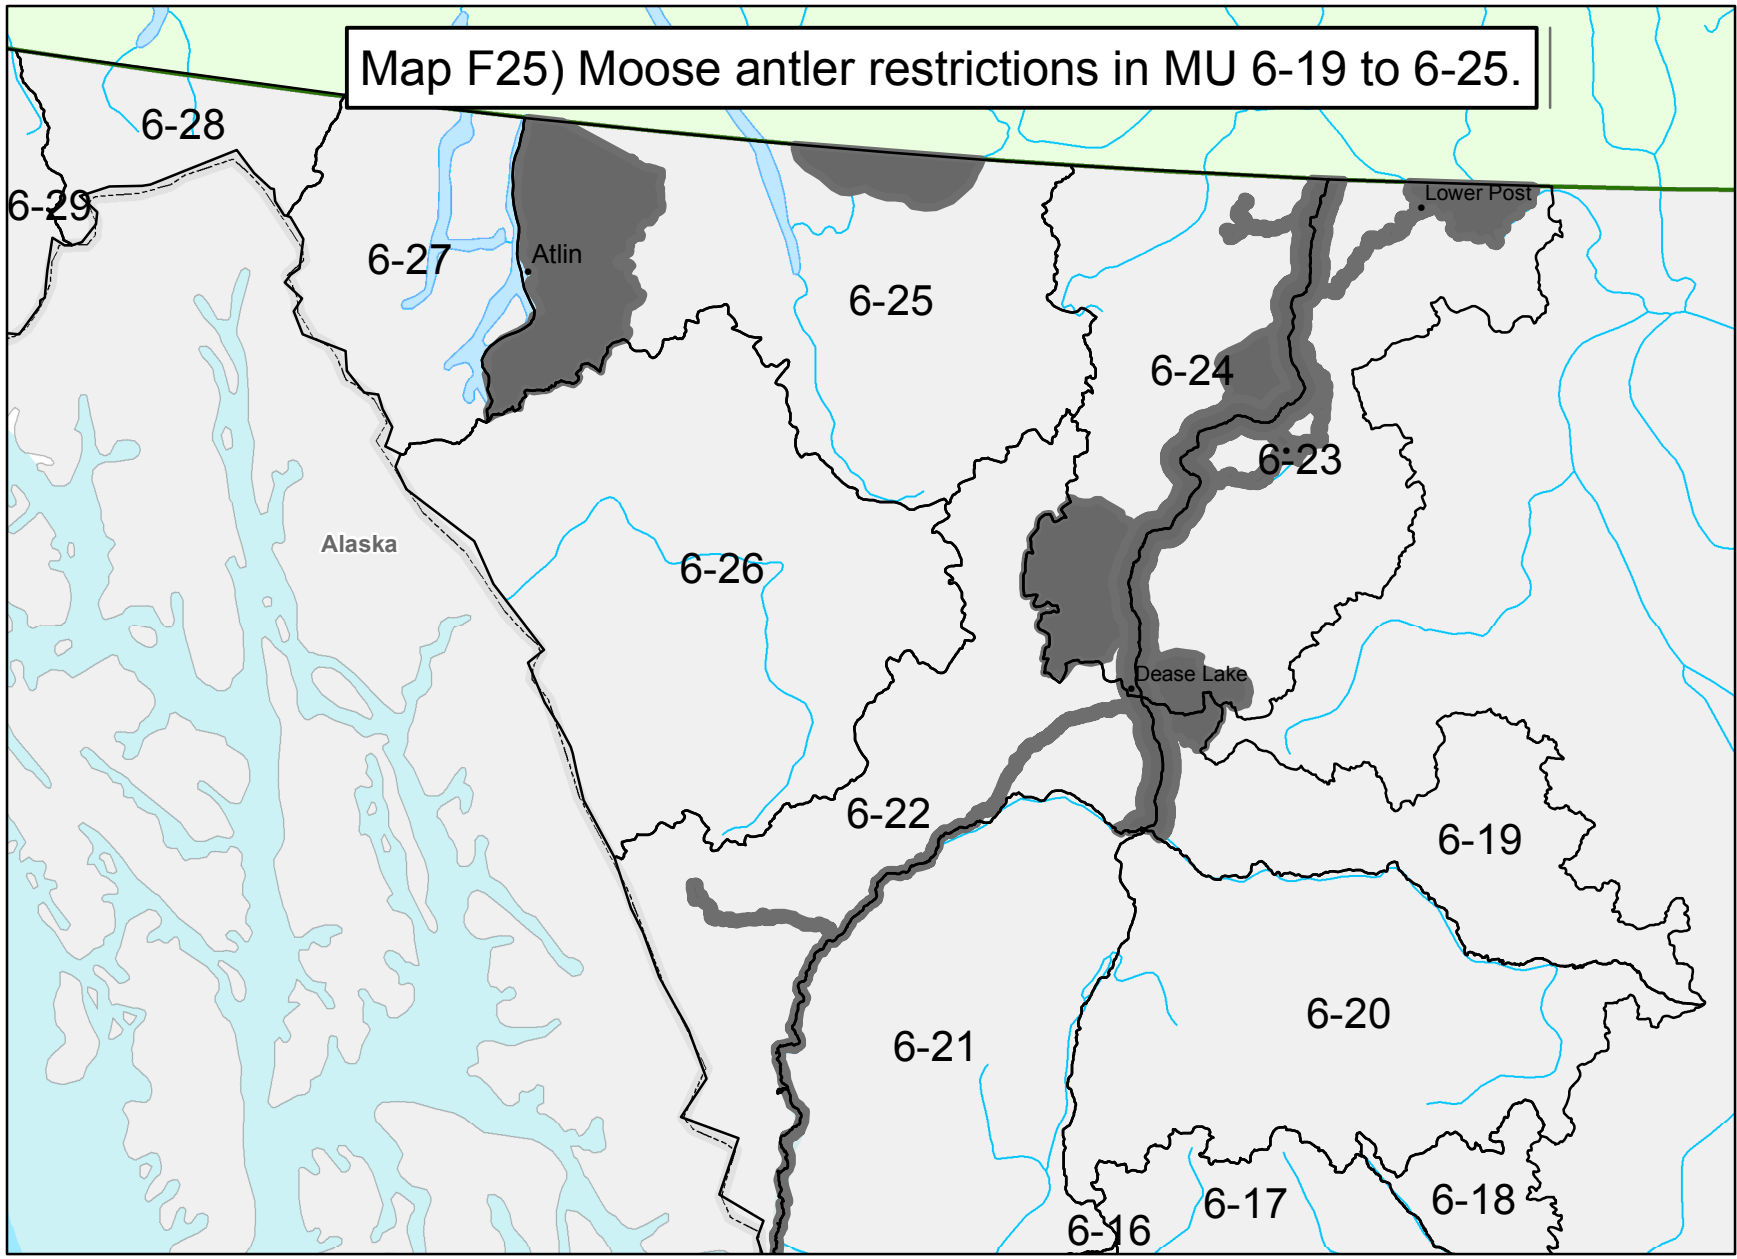 Map F25) Moose antler restrictions in MU 6-19 to 6-25.
6-28
6-29
Lower Post
6-27
Atlin
6-25
6-24
6-23
Alaska
6-26
Dease Lake
6-22
6-19
6-20
6-21
6-18
6-17
6-16